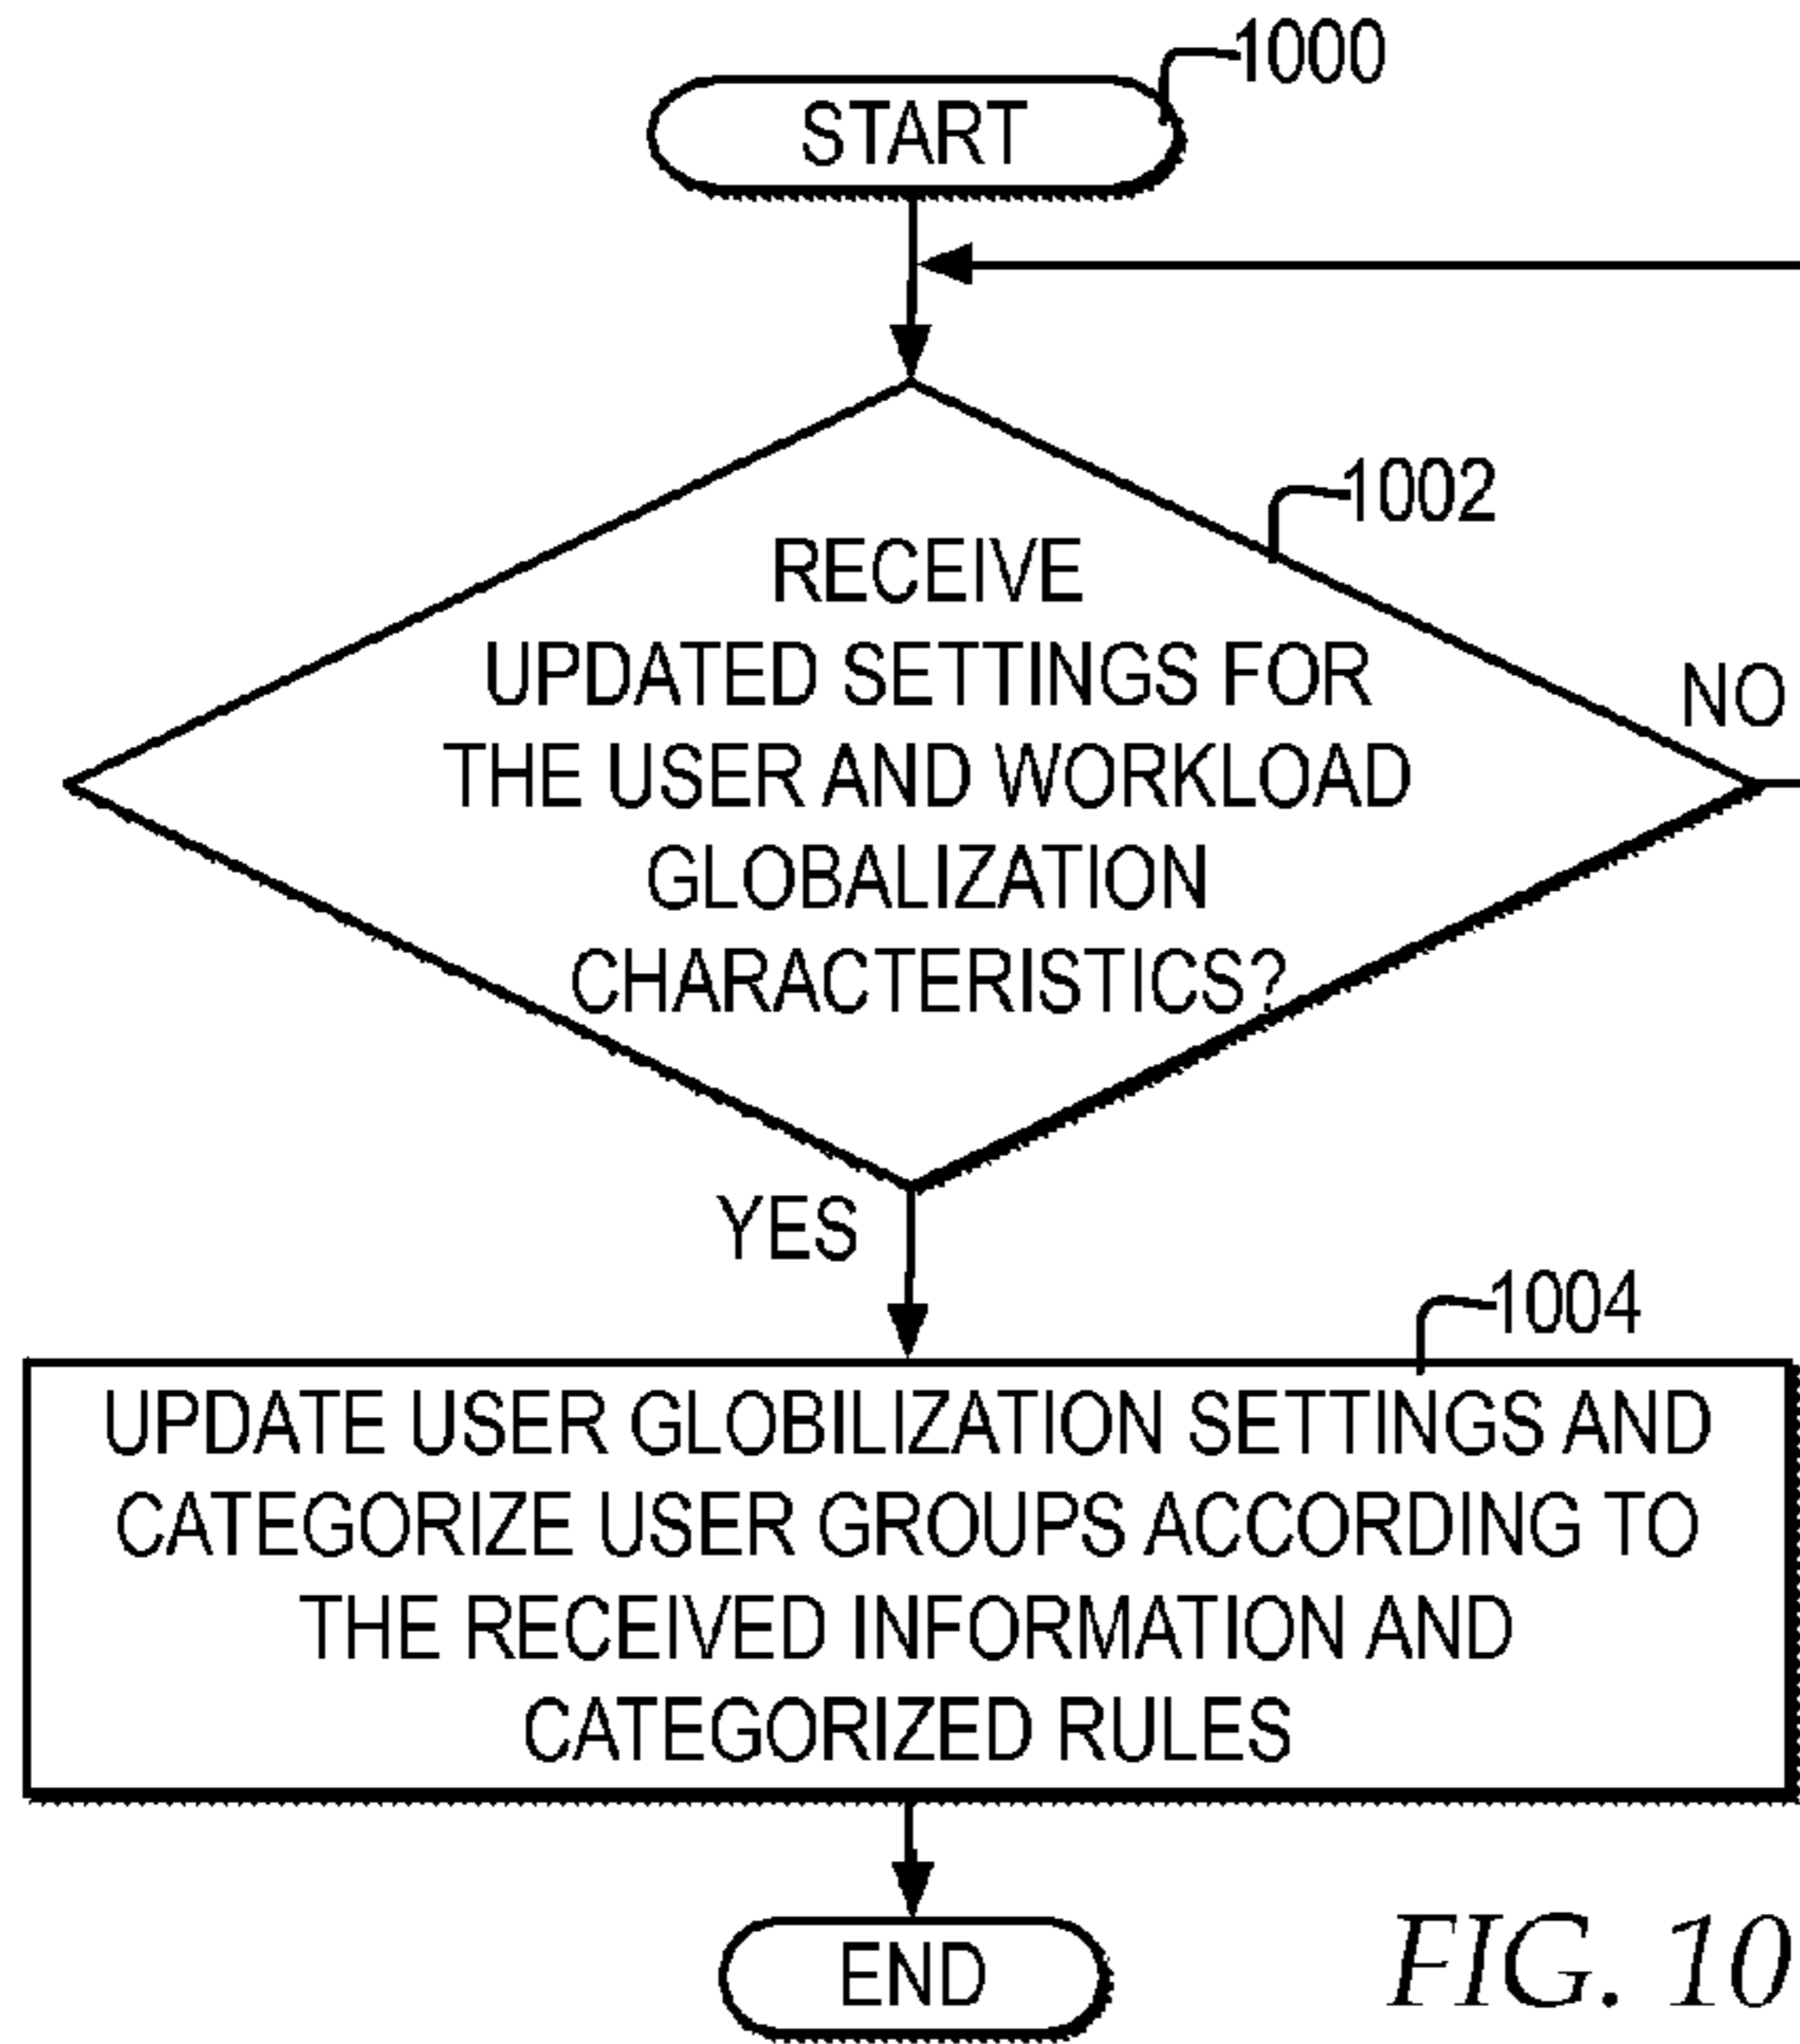 1000
START
1002
RECEIVE
UPDATED SETTINGS FOR
THE USER AND WORKLOAD
GLOBALIZATION
CHARACTERISTICS?
NO
YES
1004
UPDATE USER GLOBILIZATION SETTINGS AND
CATEGORIZE USER GROUPS ACCORDING TO
THE RECEIVED INFORMATION AND
CATEGORIZED RULES
END
FIG. 10